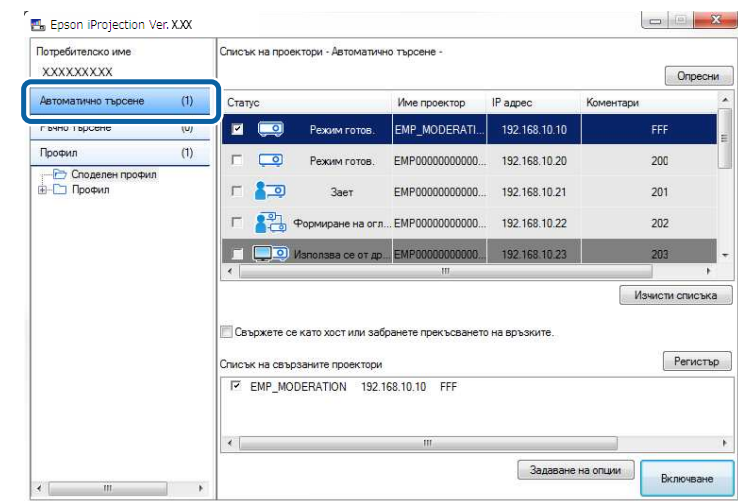 Epson iProjection Ver. X.XX
Потребителско име
XXXXXXXXX
Автоматично търсене (1)
Ръчно търсене (0)
Профил (1)
Споделен профил
Профил
Списък на проектори - Автоматично търсене -
Опресни
Статус Име проектор IP адрес Коментари
Режим готов. EMP_MODERATI... 192.168.10.10 FFF
Режим готов. EMP00000000000... 192.168.10.20 200
Зает EMP00000000000... 192.168.10.21 201
Формиране на огл... EMP00000000000... 192.168.10.22 202
Използва се от др... EMP00000000000... 192.168.10.23 203
Изчисти списъка
Свържете се като хост или забранете прекъсването на връзките.
Списък на свързаните проектори
Регистър
EMP_MODERATION 192.168.10.10 FFF
Задаване на опции
Включване